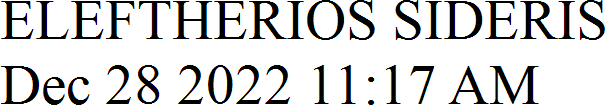 ELEFTHERIOS SIDERIS
Dec 28 2022 11:17 AM